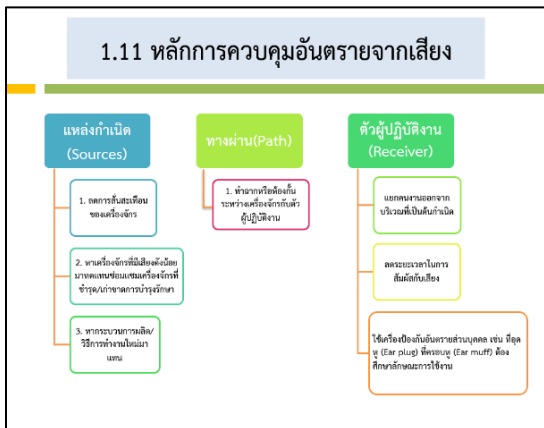 1.11 หลักการควบคุมอันตรายจากเสียง
แหล่งกำเนิด
(Sources)
1. ลดการสั่นสะเทือน
ของเครื่องจักร
2. หาเครื่องจักรที่มีเสียงดังน้อย
มาทดแทนซ่อมแซมเครื่องจักรที่
ชำรุด/เก่าขาดการบำรุงรักษา
3. หากระบวนการผลิต/
วิธีการทำงานใหม่มา
แทน
ทางผ่าน(Path)
1. ทำฉากหรือห้องกั้น
ระหว่างเครื่องจักรกับตัว
ผู้ปฏิบัติงาน
ตัวผู้ปฏิบัติงาน
(Receiver)
แยกคนงานออกจาก
บริเวณที่เป็นต้นกำเนิด
ลดระยะเวลาในการ
สัมผัสกับเสียง
ใช้เครื่องป้องกันอันตรายส่วนบุคคล เช่น ที่อุด
หู (Ear plug) ที่ครอบหู (Ear muff) ต้อง
ศึกษาลักษณะการใช้งาน